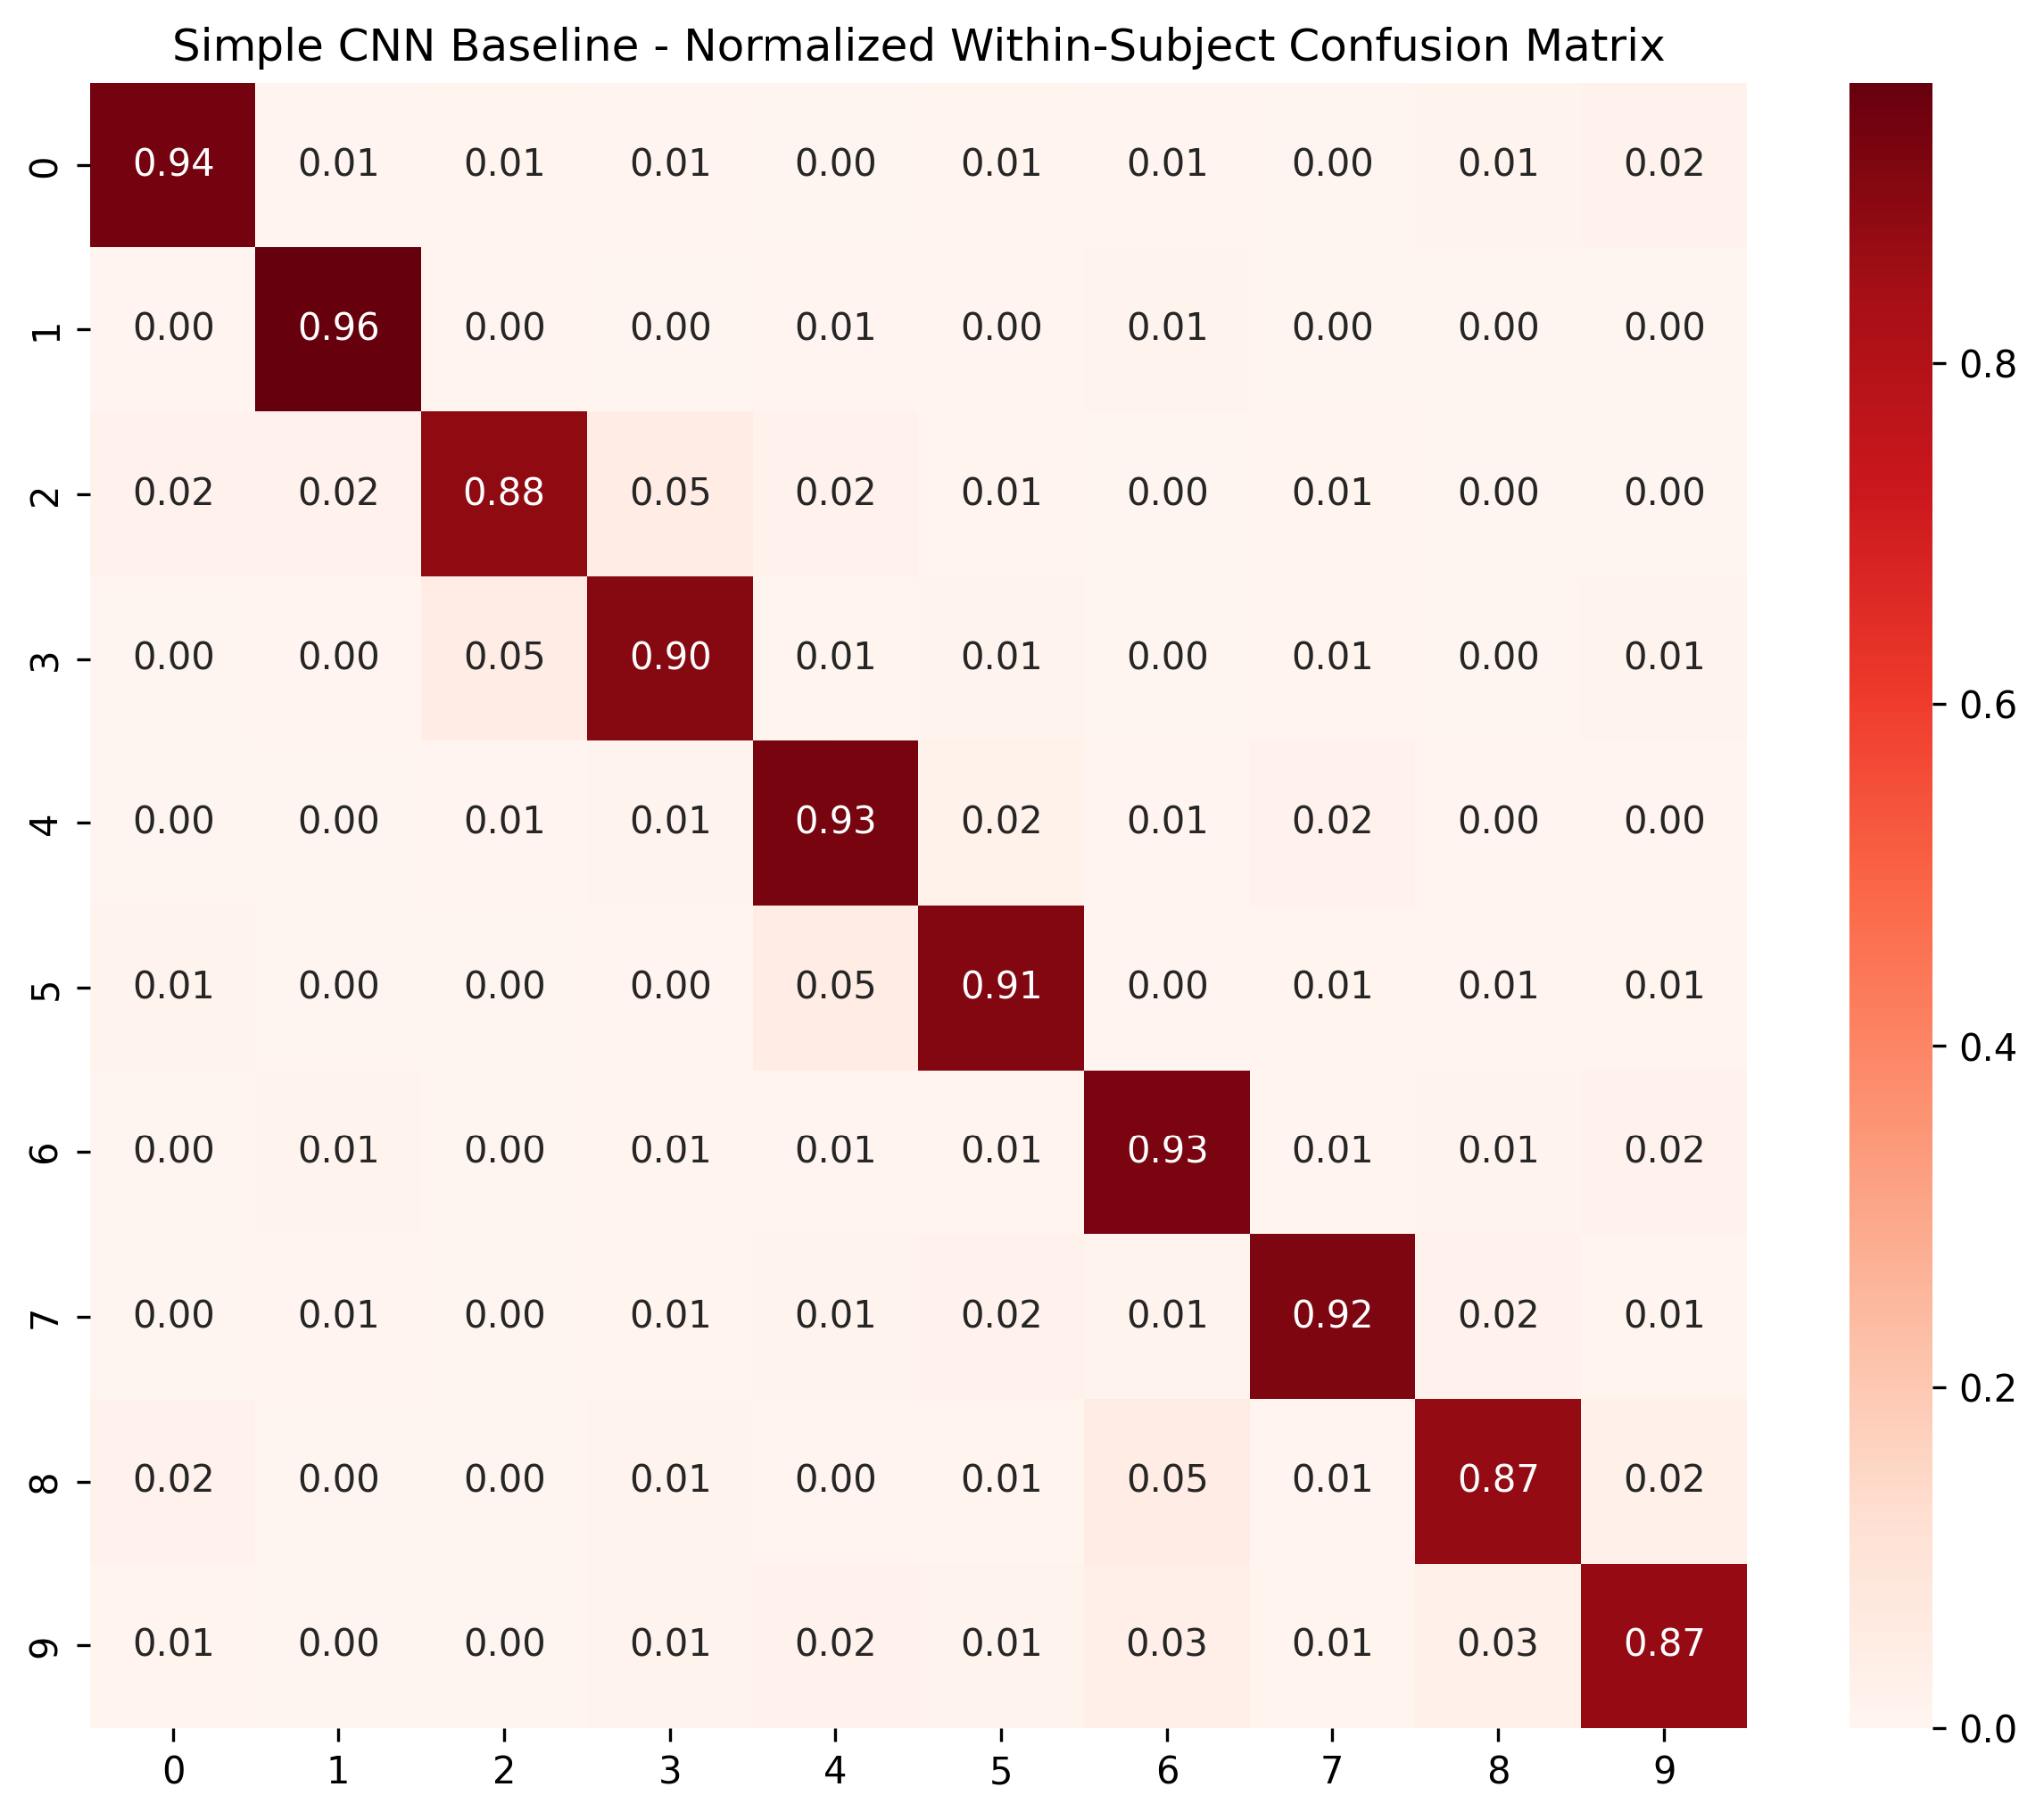 Simple CNN Baseline - Normalized Within-Subject Confusion Matrix
0 0.94 0.01 0.01 0.01 0.00 0.01 0.01 0.00 0.01 0.02
1 0.00 0.96 0.00 0.00 0.01 0.00 0.01 0.00 0.00 0.00
2 0.02 0.02 0.88 0.05 0.02 0.01 0.00 0.01 0.00 0.00
3 0.00 0.00 0.05 0.90 0.01 0.01 0.00 0.01 0.00 0.01
4 0.00 0.00 0.01 0.01 0.93 0.02 0.01 0.02 0.00 0.00
5 0.01 0.00 0.00 0.00 0.05 0.91 0.00 0.01 0.01 0.01
6 0.00 0.01 0.00 0.01 0.01 0.01 0.93 0.01 0.01 0.02
7 0.00 0.01 0.00 0.01 0.01 0.02 0.01 0.92 0.02 0.01
8 0.02 0.00 0.00 0.01 0.00 0.01 0.05 0.01 0.87 0.02
9 0.01 0.00 0.00 0.01 0.02 0.01 0.03 0.01 0.03 0.87
0 1 2 3 4 5 6 7 8 9
0.8
0.6
0.4
0.2
0.0